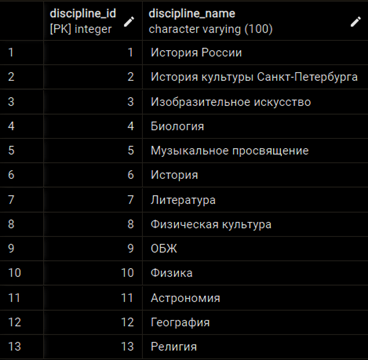 discipline_id discipline_name
[PK] integer character varying (100)
1 1 История России
2 2 История культуры Санкт-Петербурга
3 3 Изобразительное искусство
4 4 Биология
5 5 Музыкальное просвящение
6 6 История
7 7 Литература
8 8 Физическая культура
9 9 ОБЖ
10 10 Физика
11 11 Астрономия
12 12 География
13 13 Религия